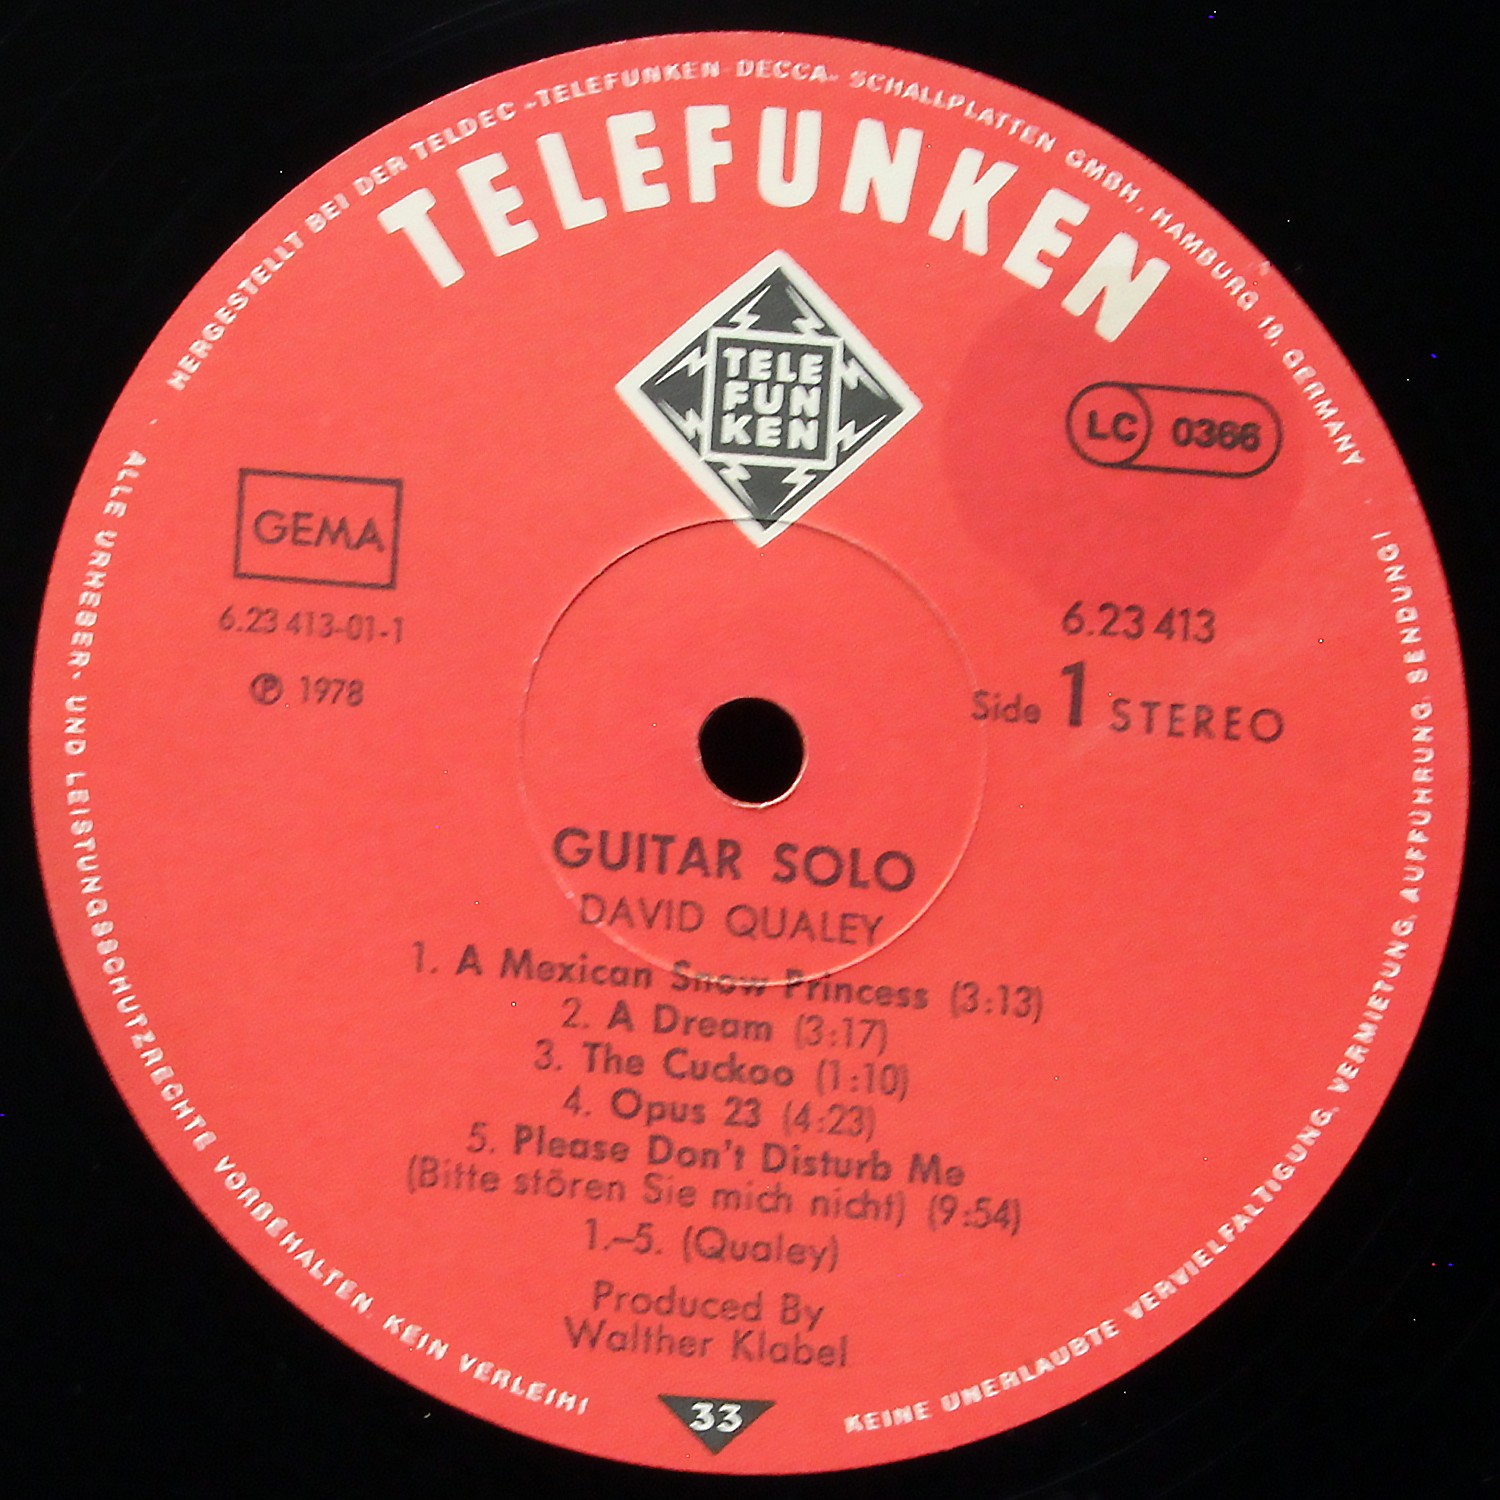 HERGESTELLT BEI DER TELDEC »TELEFUNKEN-DECCA« SCHALLPLATTEN GMBH, HAMBURG 19, GERMANY
TELEFUNKEN
TELE
FUN
KEN
LC 0366
GEMA
6.23 413-01-1
℗ 1978
6.23 413
Side 1 STEREO
GUITAR SOLO
DAVID QUALEY
1. A Mexican Snow Princess (3:13)
2. A Dream (3:17)
3. The Cuckoo (1:10)
4. Opus 23 (4:23)
5. Please Don't Disturb Me
(Bitte stören Sie mich nicht) (9:54)
1.–5. (Qualey)
Produced By
Walther Klabel
33
ALLE URHEBER- UND LEISTUNGSSCHUTZRECHTE VORBEHALTEN. KEIN VERLEIH!
KEINE UNERLAUBTE VERVIELFALTIGUNG, VERMIETUNG, AUFFUHRUNG, SENDUNG!